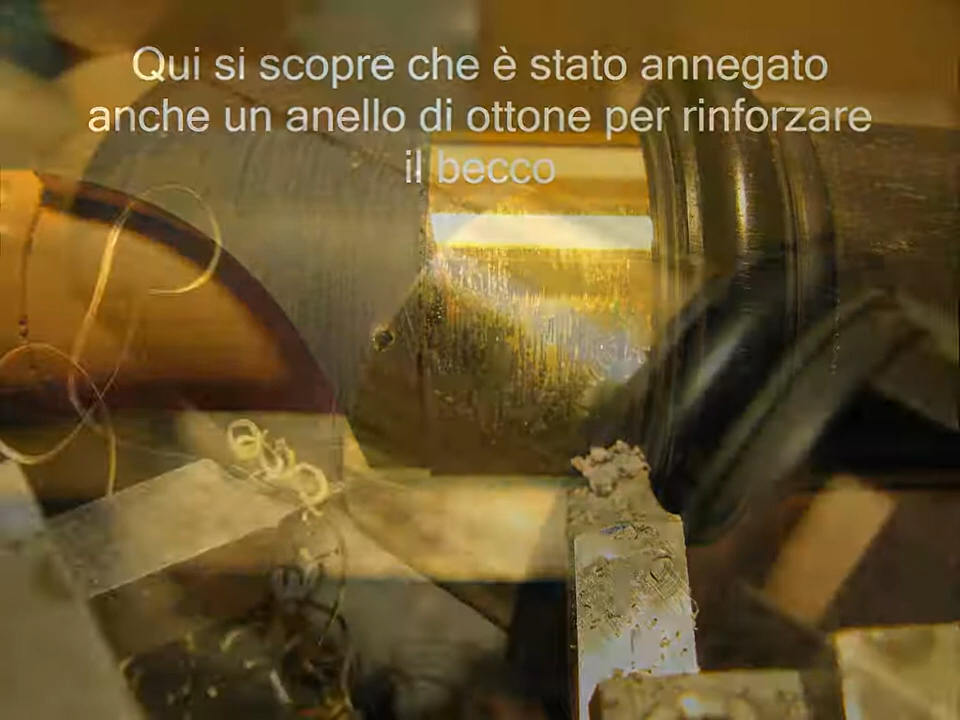 Qui si scopre che è stato annegato
anche un anello di ottone per rinforzare
il becco